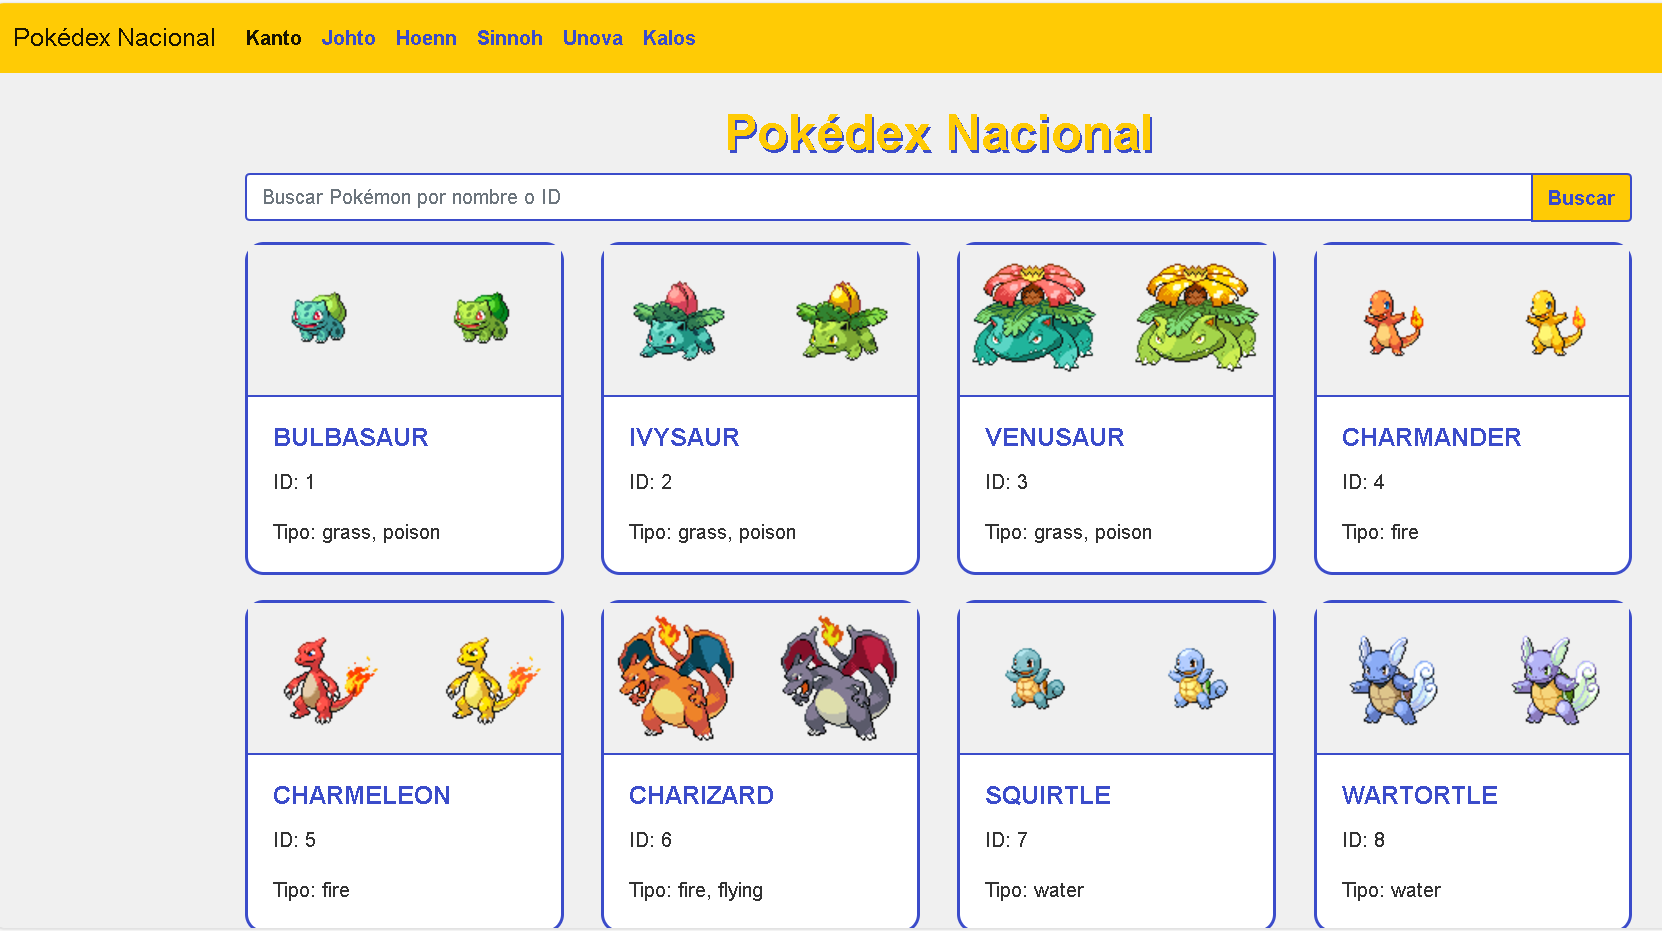 Pokédex Nacional Kanto Johto Hoenn Sinnoh Unova Kalos
Pokédex Nacional
Buscar Pokémon por nombre o ID Buscar
BULBASAUR
ID: 1
Tipo: grass, poison
IVYSAUR
ID: 2
Tipo: grass, poison
VENUSAUR
ID: 3
Tipo: grass, poison
CHARMANDER
ID: 4
Tipo: fire
CHARMELEON
ID: 5
Tipo: fire
CHARIZARD
ID: 6
Tipo: fire, flying
SQUIRTLE
ID: 7
Tipo: water
WARTORTLE
ID: 8
Tipo: water